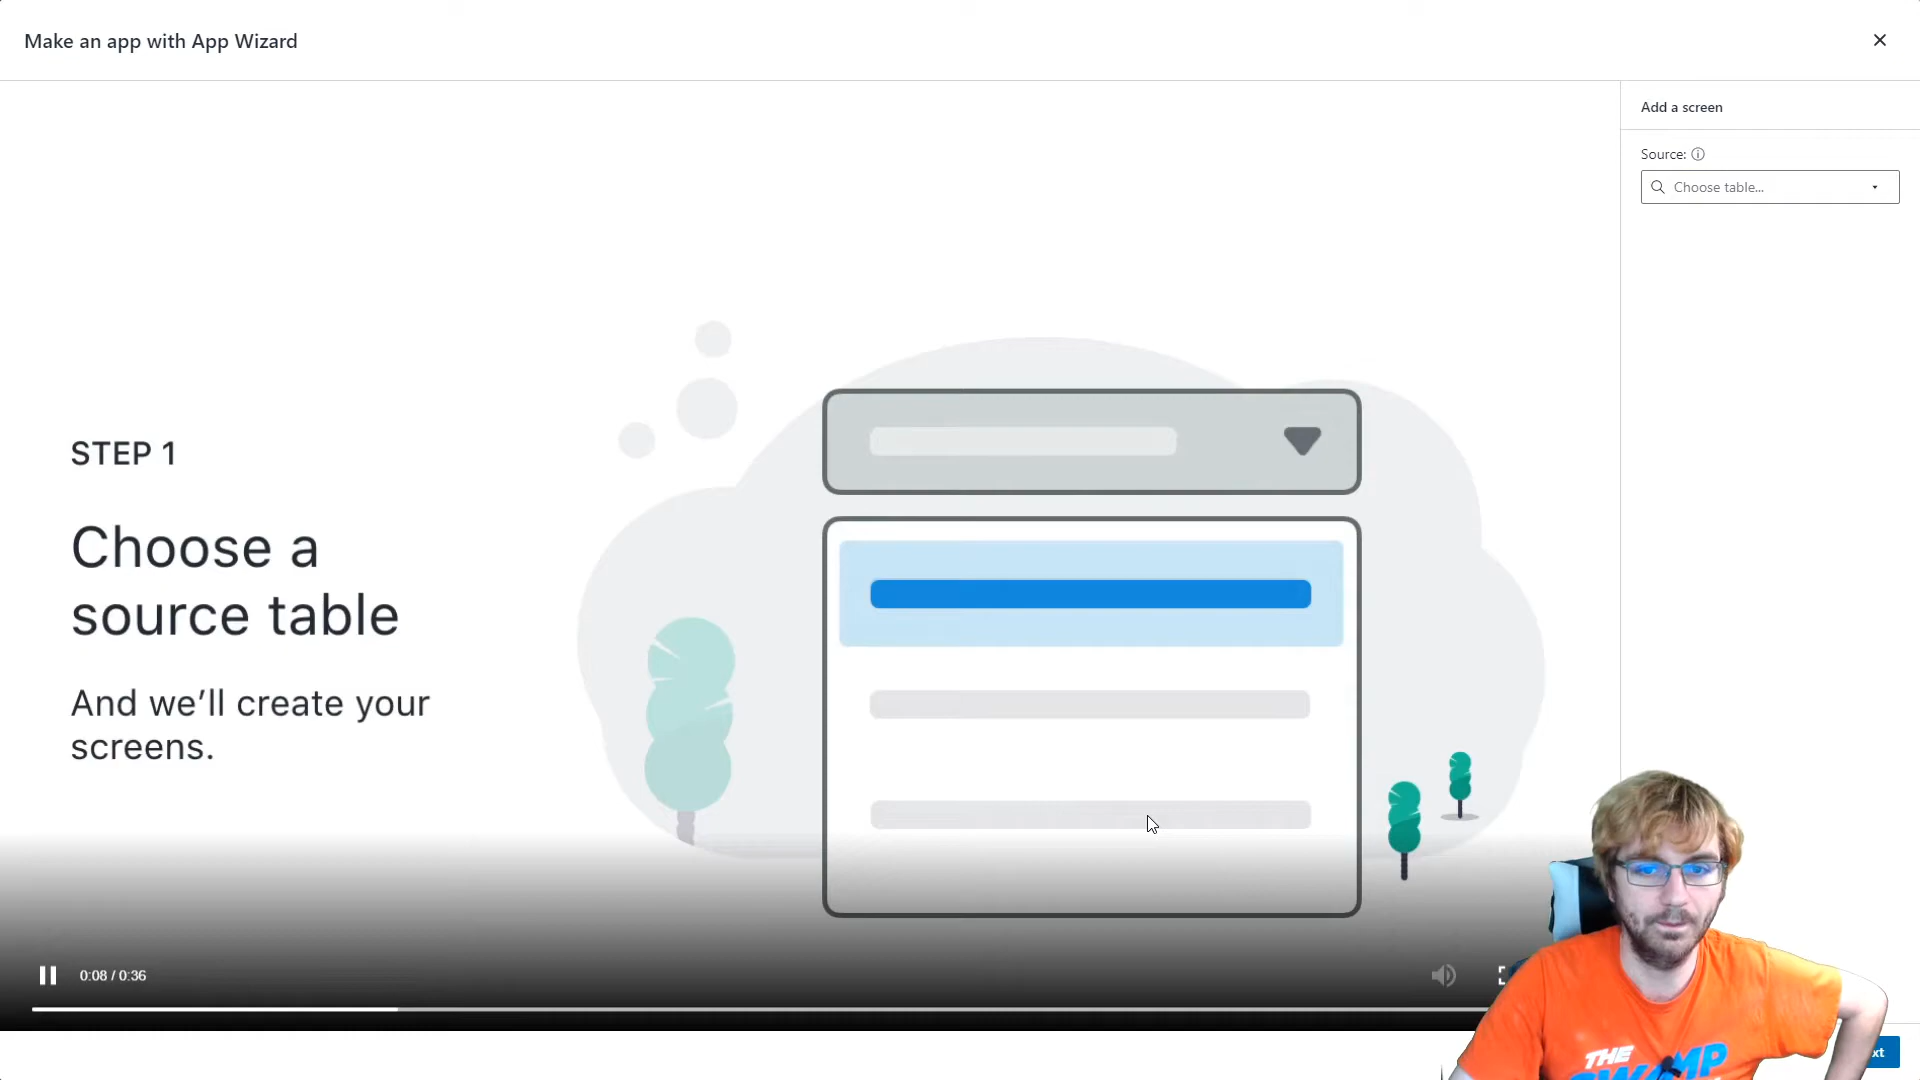 Make an app with App Wizard
Add a screen
Source:
Choose table...
STEP 1
Choose a
source table
And we'll create your
screens.
0:08 / 0:36
xt
THE
SWAMP